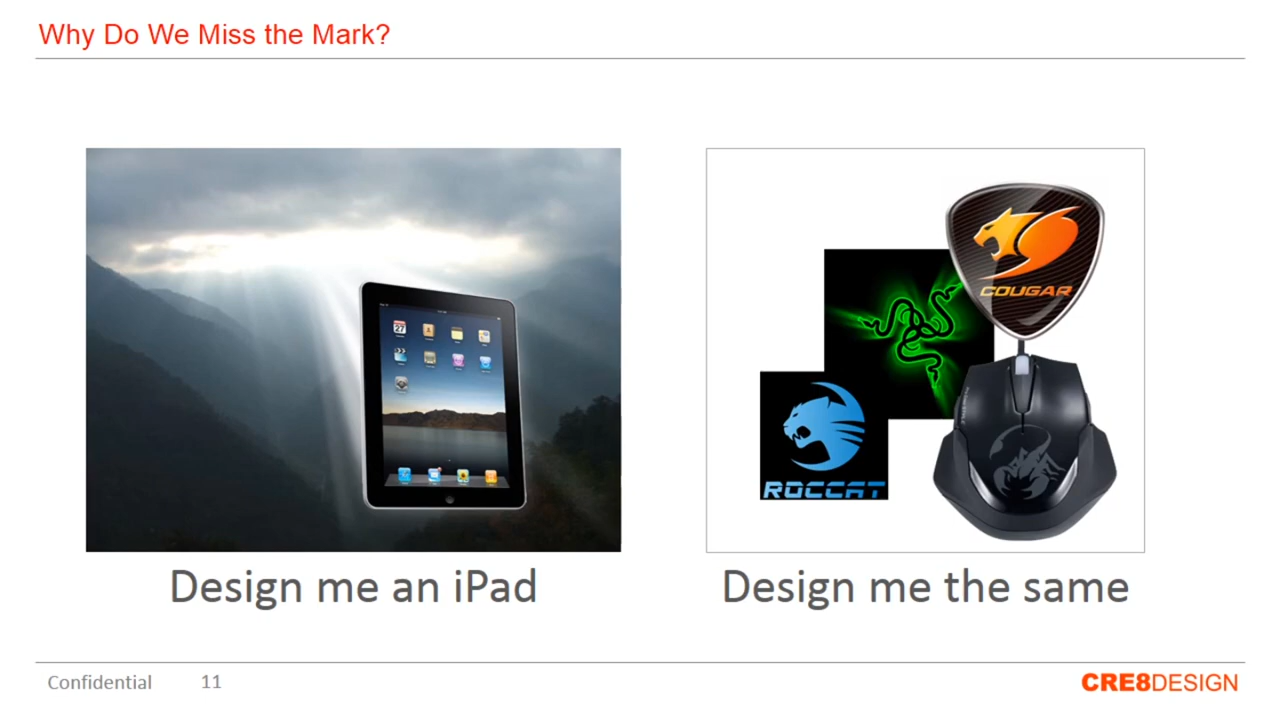 Why Do We Miss the Mark?
27
COUGAR
ROCCAT
Design me an iPad
Design me the same
Confidential 11
CRE8DESIGN